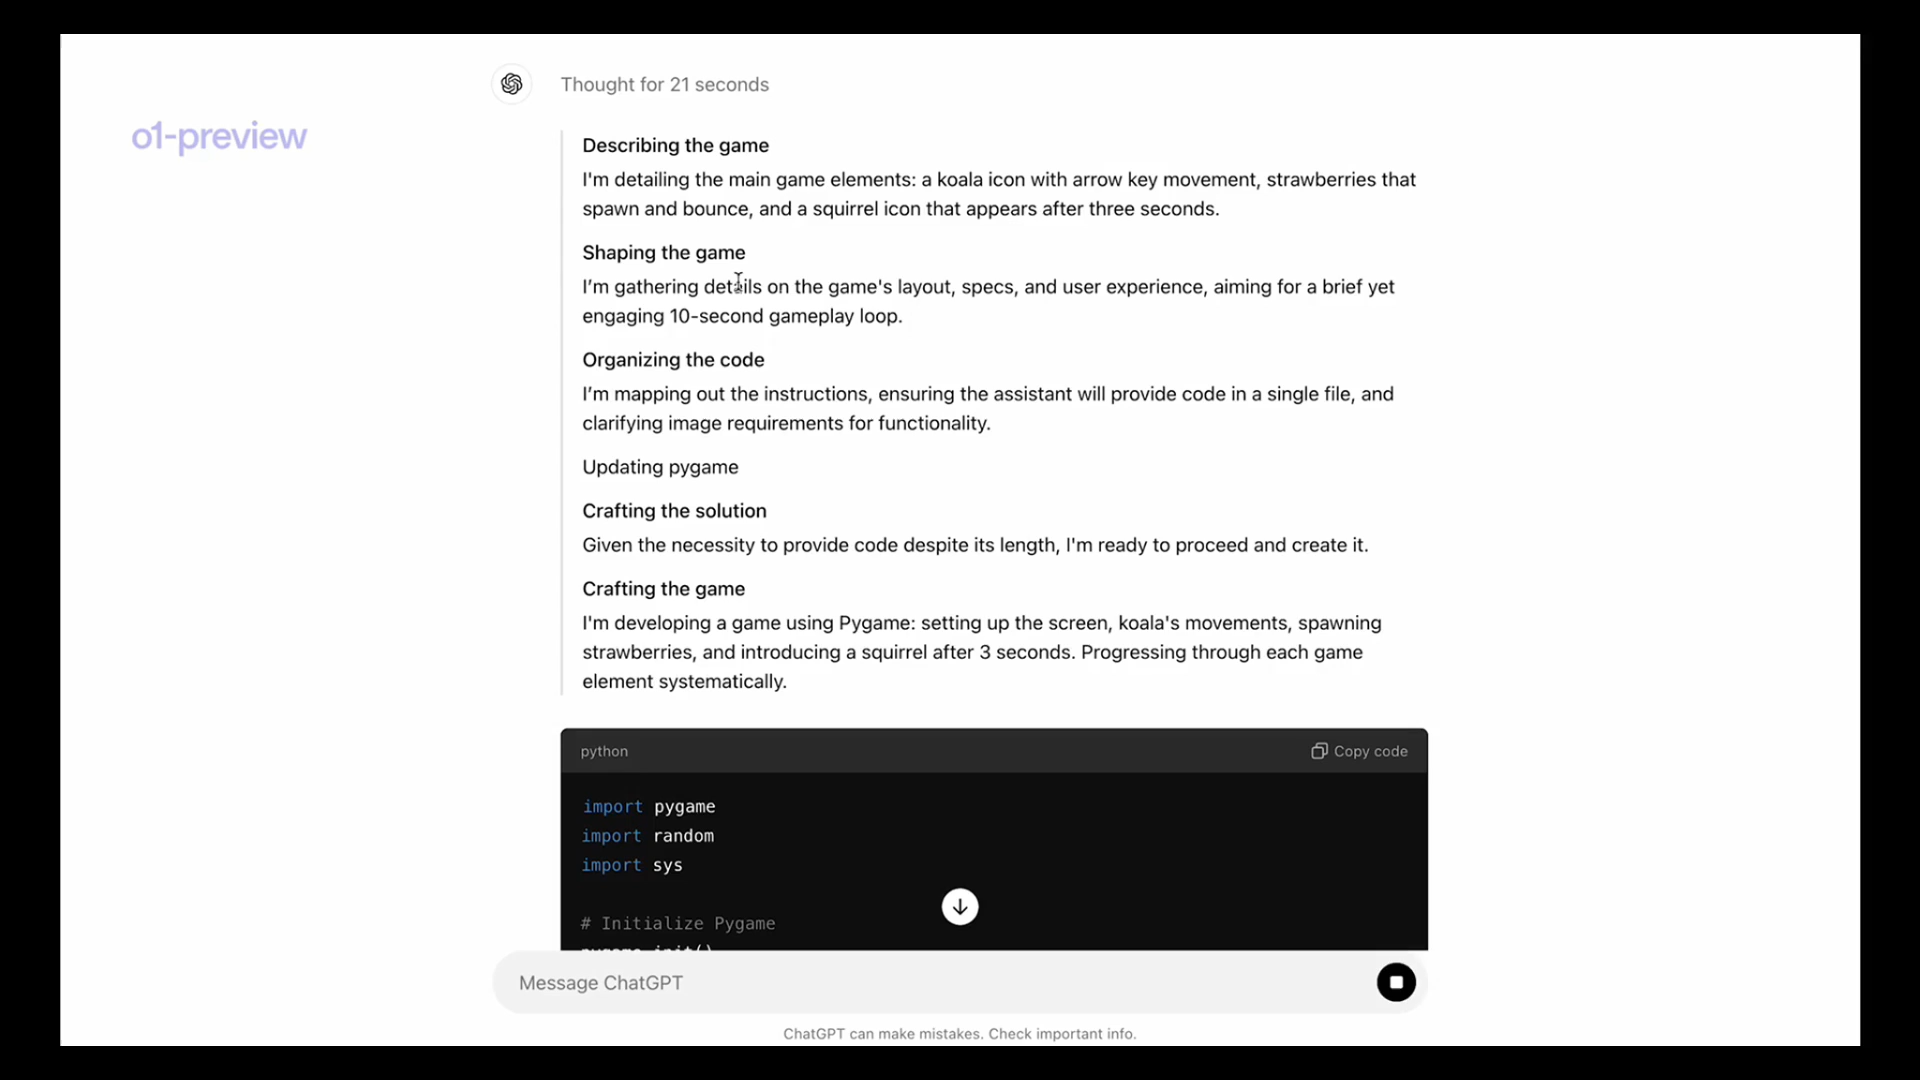 Thought for 21 seconds
o1-preview
Describing the game
I'm detailing the main game elements: a koala icon with arrow key movement, strawberries that
spawn and bounce, and a squirrel icon that appears after three seconds.
Shaping the game
I’m gathering details on the game's layout, specs, and user experience, aiming for a brief yet
engaging 10-second gameplay loop.
Organizing the code
I’m mapping out the instructions, ensuring the assistant will provide code in a single file, and
clarifying image requirements for functionality.
Updating pygame
Crafting the solution
Given the necessity to provide code despite its length, I'm ready to proceed and create it.
Crafting the game
I'm developing a game using Pygame: setting up the screen, koala's movements, spawning
strawberries, and introducing a squirrel after 3 seconds. Progressing through each game
element systematically.
python
Copy code
import pygame
import random
import sys
# Initialize Pygame
pygame.init()
Message ChatGPT
ChatGPT can make mistakes. Check important info.